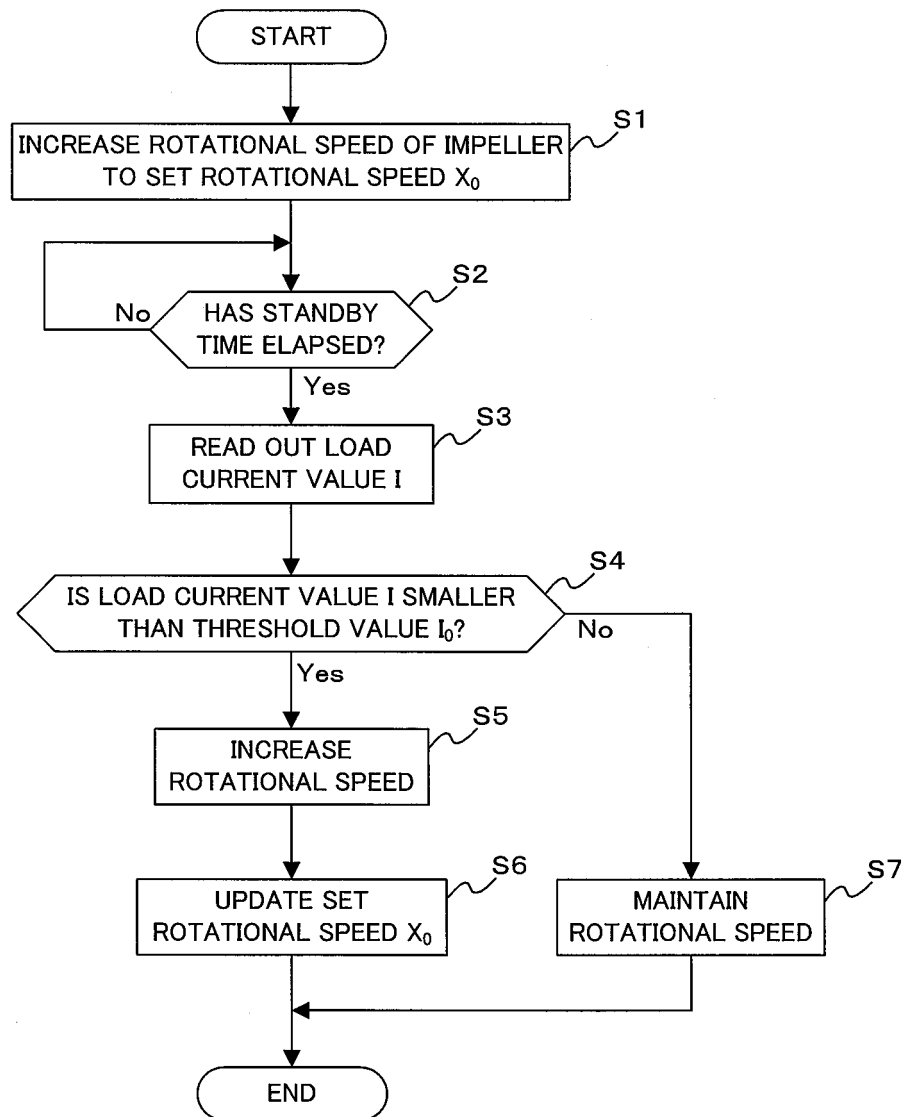 START
S1
INCREASE ROTATIONAL SPEED OF IMPELLER
TO SET ROTATIONAL SPEED X₀
S2
HAS STANDBY
TIME ELAPSED?
No
Yes
S3
READ OUT LOAD
CURRENT VALUE I
S4
IS LOAD CURRENT VALUE I SMALLER
THAN THRESHOLD VALUE I₀?
No
Yes
S5
INCREASE
ROTATIONAL SPEED
S6
UPDATE SET
ROTATIONAL SPEED X₀
S7
MAINTAIN
ROTATIONAL SPEED
END